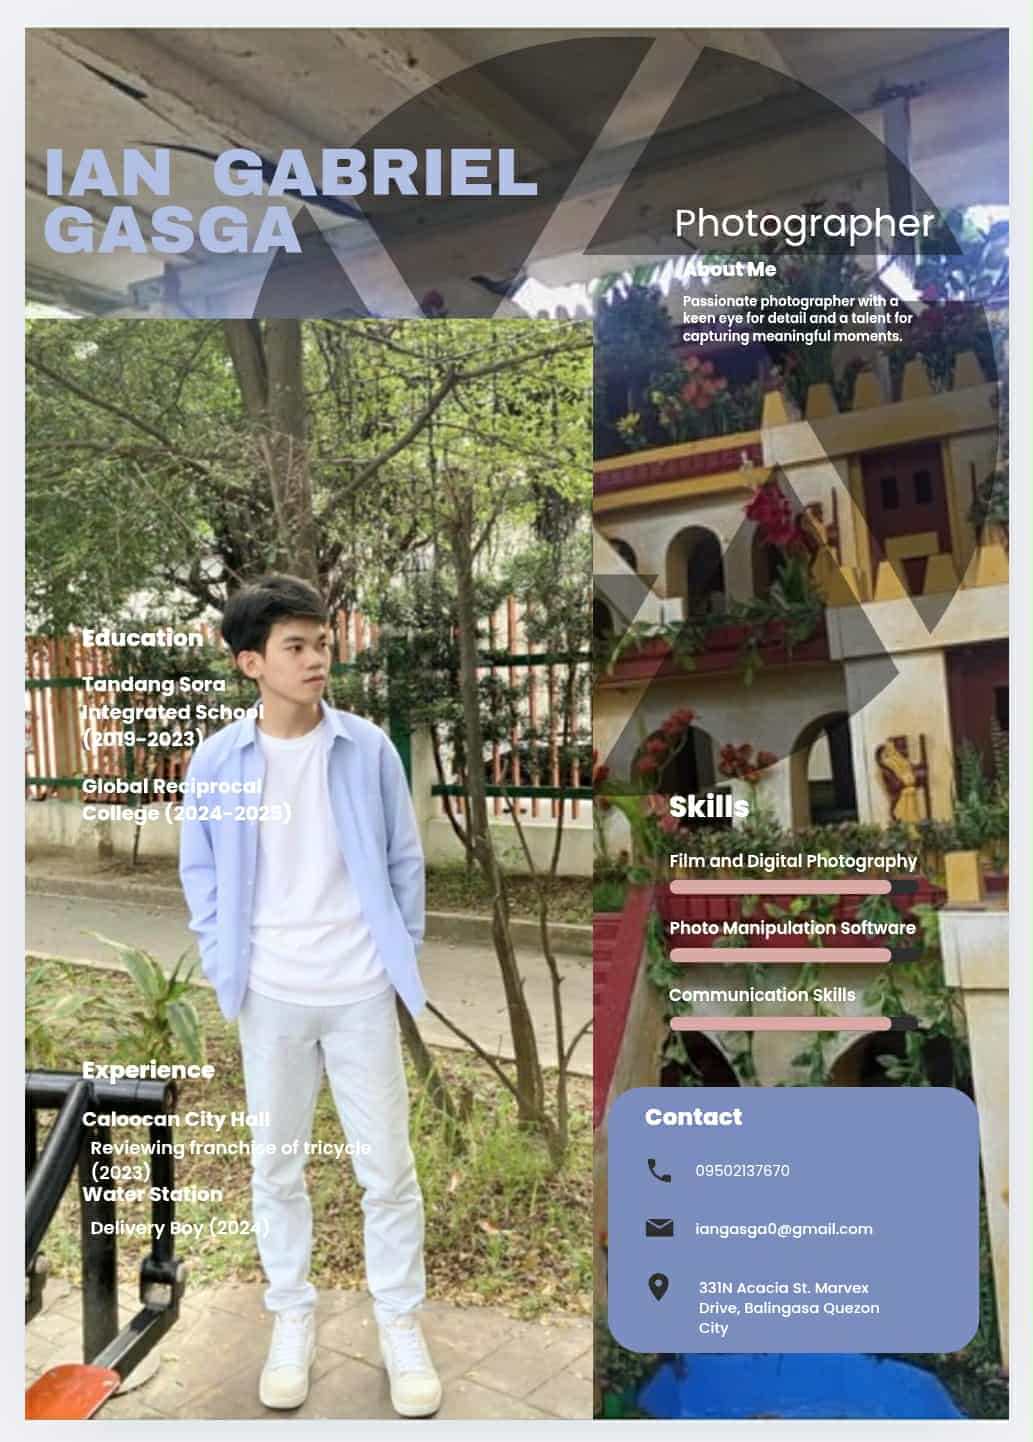 IAN GABRIEL
GASGA
Photographer
About Me
Passionate photographer with a
keen eye for detail and a talent for
capturing meaningful moments.
Education
Tandang Sora
Integrated School
(2019-2023)
Global Reciprocal
College (2024-2025)
Experience
Caloocan City Hall
Reviewing franchise of tricycle
(2023)
Water Station
Delivery Boy (2024)
Skills
Film and Digital Photography
Photo Manipulation Software
Communication Skills
Contact
09502137670
iangasga0@gmail.com
331N Acacia St. Marvex
Drive, Balingasa Quezon
City